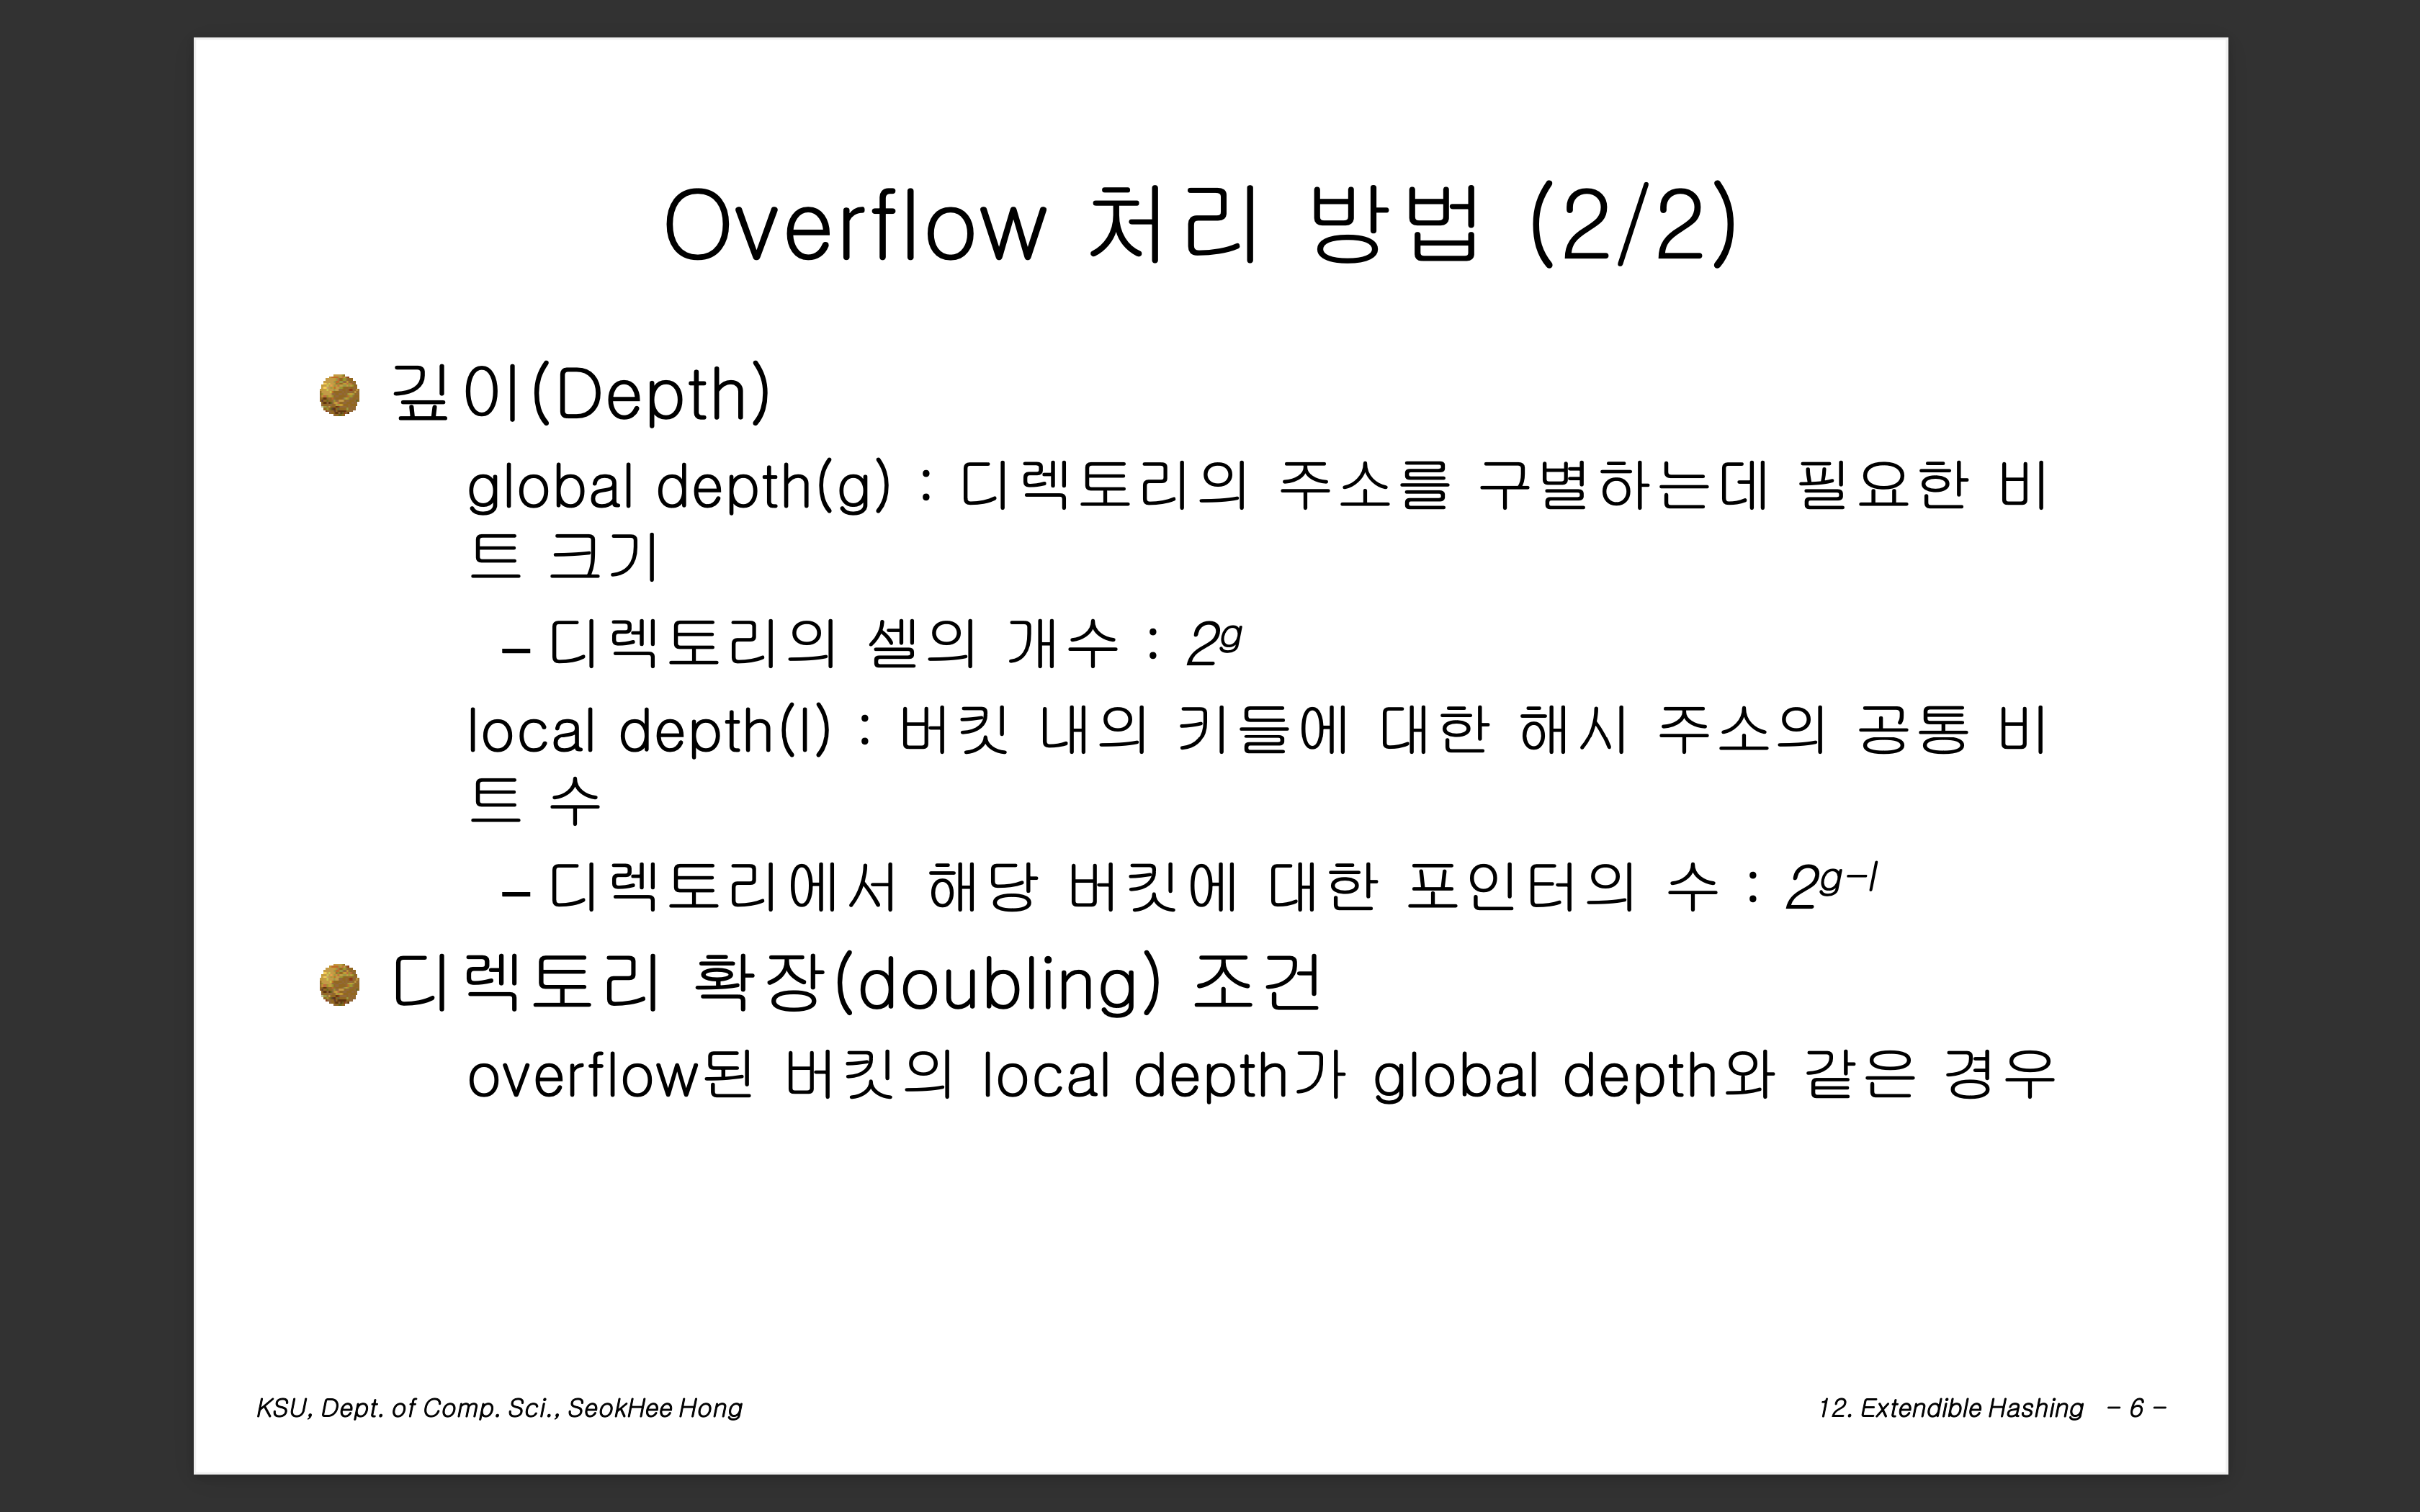 Overflow 처리 방법 (2/2)
깊이(Depth)
global depth(g) : 디렉토리의 주소를 구별하는데 필요한 비
트 크기
– 디렉토리의 셀의 개수 : 2^g
local depth(l) : 버킷 내의 키들에 대한 해시 주소의 공통 비
트 수
– 디렉토리에서 해당 버킷에 대한 포인터의 수 : 2^{g-l}
디렉토리 확장(doubling) 조건
overflow된 버킷의 local depth가 global depth와 같은 경우
KSU, Dept. of Comp. Sci., SeokHee Hong
12. Extendible Hashing - 6 -